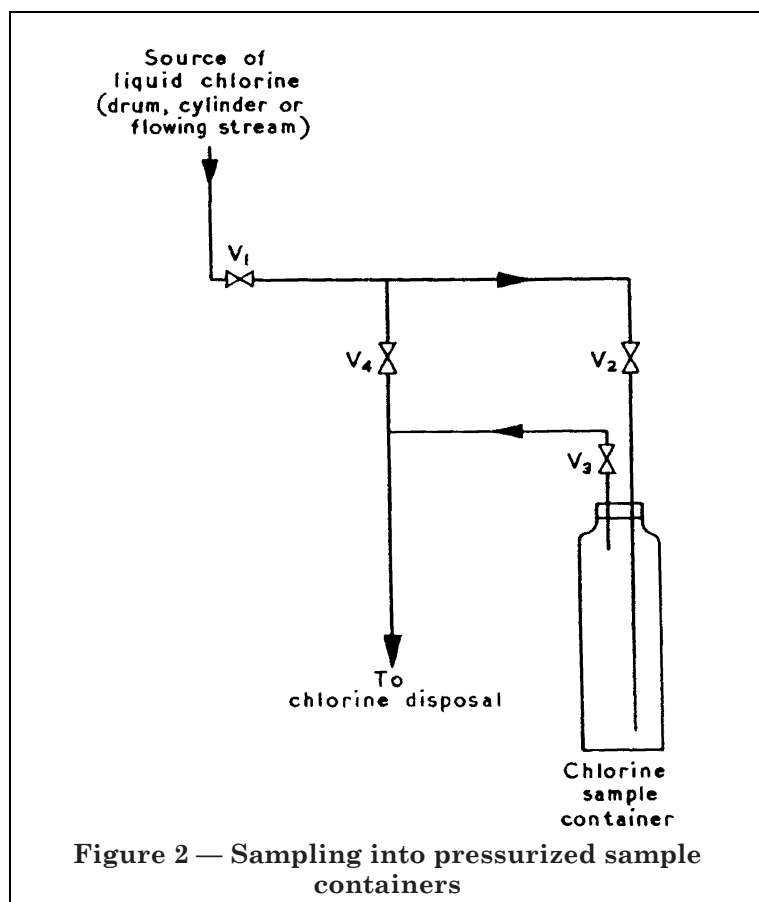 Source of
liquid chlorine
(drum, cylinder or
flowing stream)
V₁
V₄
V₂
V₃
To
chlorine disposal
Chlorine
sample
container
Figure 2 — Sampling into pressurized sample
containers